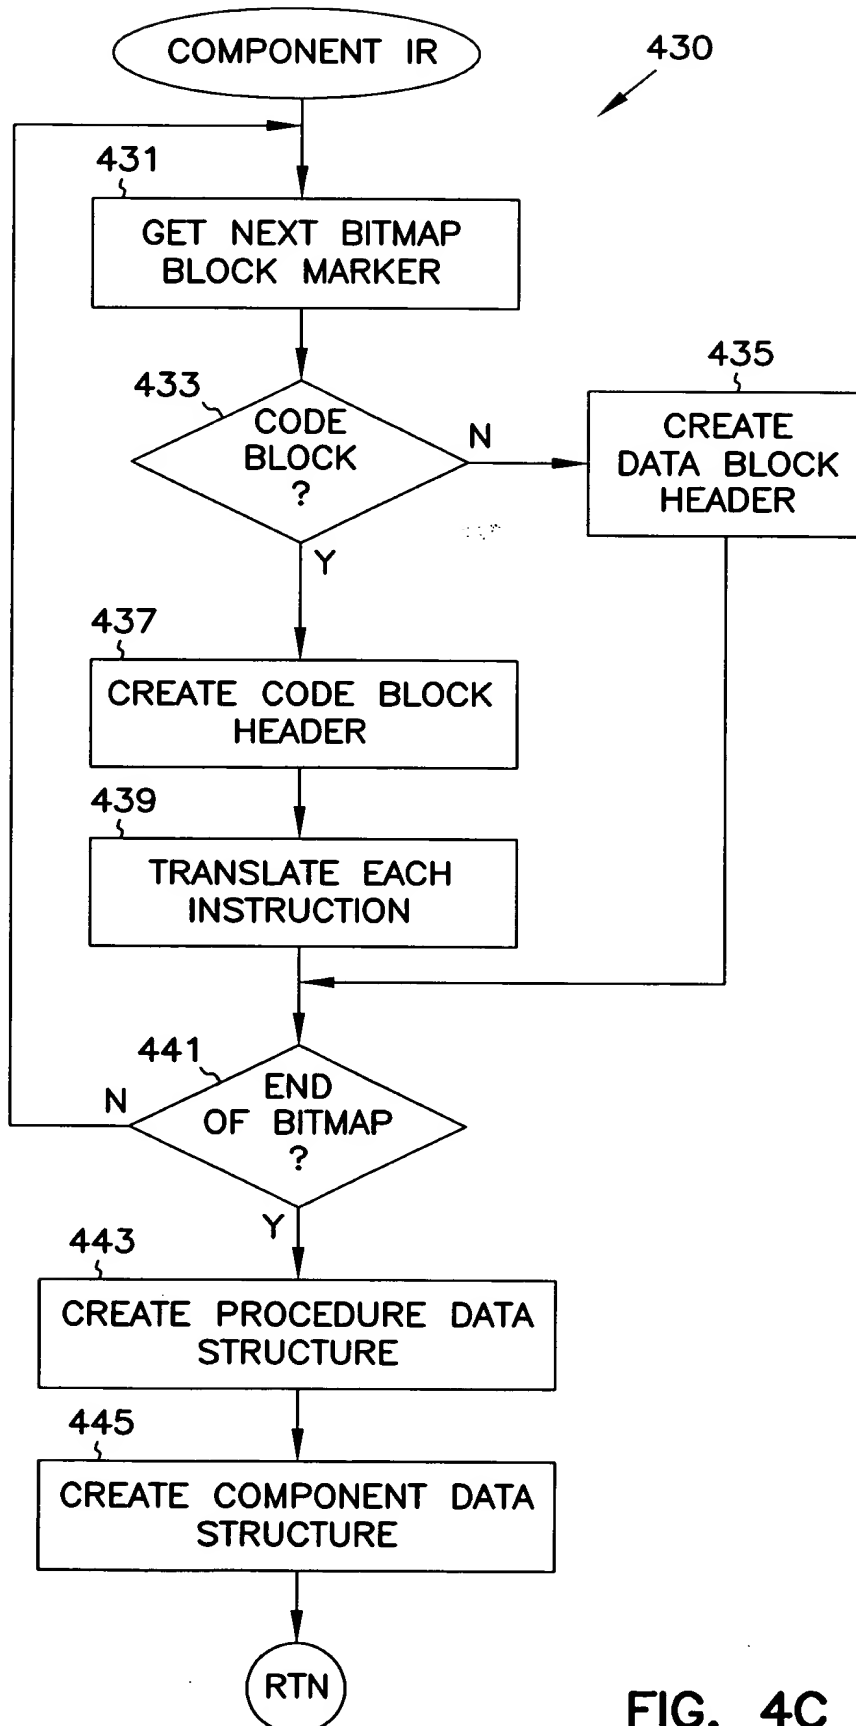 COMPONENT IR
430
431
GET NEXT BITMAP
BLOCK MARKER
433
CODE
BLOCK
?
N
435
CREATE
DATA BLOCK
HEADER
Y
437
CREATE CODE BLOCK
HEADER
439
TRANSLATE EACH
INSTRUCTION
441
END
OF BITMAP
?
N
Y
443
CREATE PROCEDURE DATA
STRUCTURE
445
CREATE COMPONENT DATA
STRUCTURE
RTN
FIG. 4C